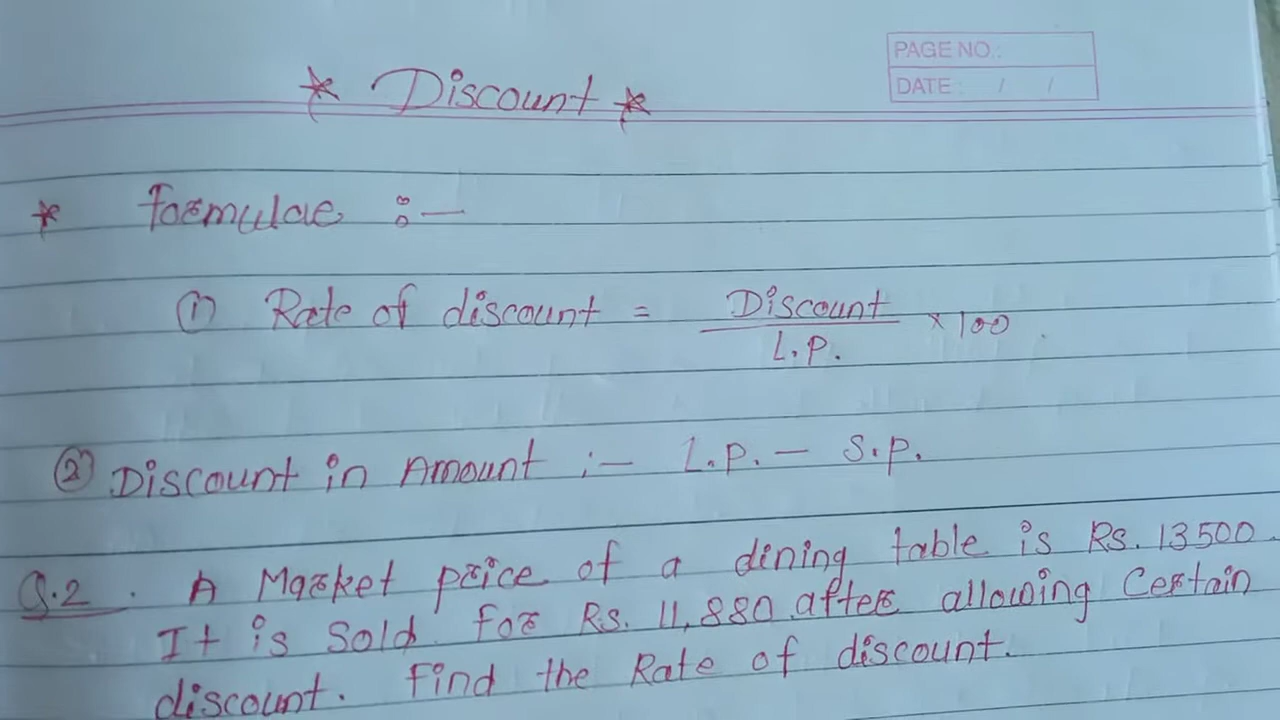 PAGE NO.:
DATE: / /
* Discount *
* Formulae :—
① Rate of discount = Discount / L.P. × 100
② Discount in Amount :— L.P. — S.P.
Q.2. A Market price of a dining table is Rs. 13500.
It is Sold for Rs. 11,880 after allowing Certain
discount. Find the Rate of discount.